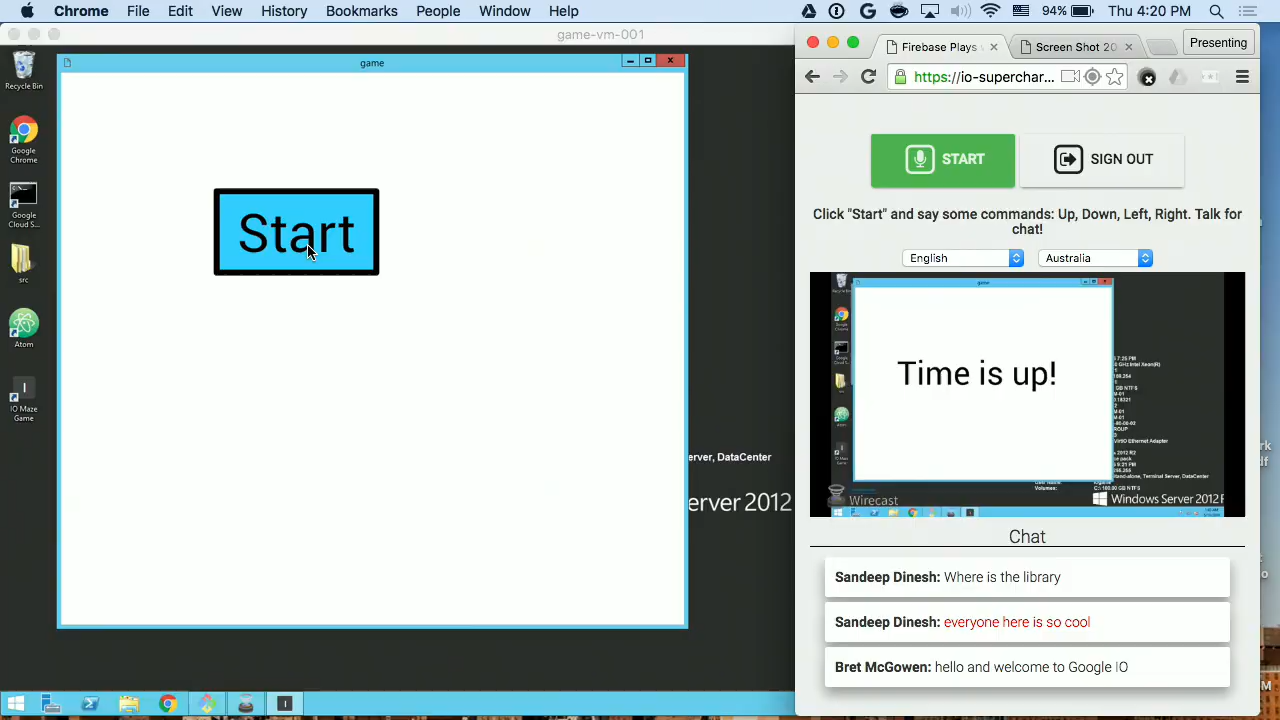 Chrome File Edit View History Bookmarks People Window Help
94% Thu 4:20 PM
game-vm-001
Recycle Bin
Google Chrome
Google Cloud S...
src
Atom
IO Maze Game
game
Start
erver, DataCenter
Server 2012
Firebase Plays
Screen Shot 20
Presenting
https://io-superchar...
START
SIGN OUT
Click "Start" and say some commands: Up, Down, Left, Right. Talk for
chat!
English
Australia
game
Time is up!
Wirecast
Windows Server 2012
Chat
Sandeep Dinesh: Where is the library
Sandeep Dinesh: everyone here is so cool
Bret McGowen: hello and welcome to Google IO